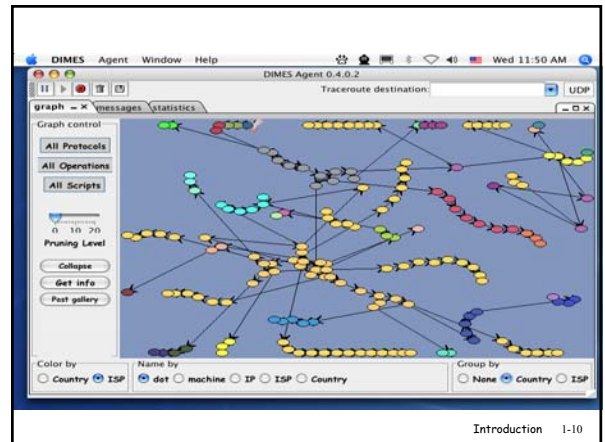 DIMES Agent Window Help Wed 11:50 AM
DIMES Agent 0.4.0.2
Traceroute destination: UDP
graph messages statistics
Graph control
All Protocols
All Operations
All Scripts
0 10 20
Pruning Level
Collapse
Get info
Post gallery
Color by Name by Group by
Country ISP dot machine IP ISP Country None Country ISP
Introduction 1-10